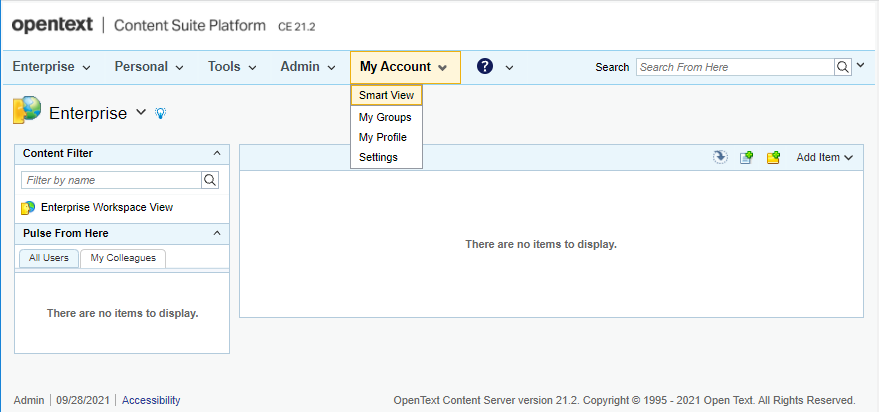 opentext | Content Suite Platform CE 21.2
Enterprise Personal Tools Admin My Account ? Search Search From Here
Smart View
My Groups
My Profile
Settings
Enterprise
Content Filter
Filter by name
Enterprise Workspace View
Pulse From Here
All Users My Colleagues
There are no items to display.
Add Item
There are no items to display.
Admin | 09/28/2021 | Accessibility
OpenText Content Server version 21.2. Copyright © 1995 - 2021 Open Text. All Rights Reserved.